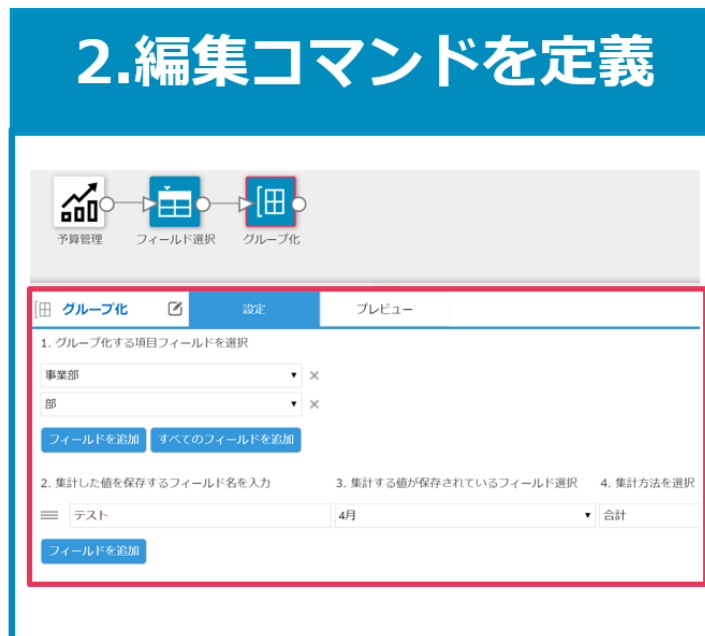 2.編集コマンドを定義
予算管理
フィールド選択
グループ化
グループ化
設定
プレビュー
1. グループ化する項目フィールドを選択
事業部
部
フィールドを追加
すべてのフィールドを追加
2. 集計した値を保存するフィールド名を入力
3. 集計する値が保存されているフィールド選択
4. 集計方法を選択
テスト
4月
合計
フィールドを追加